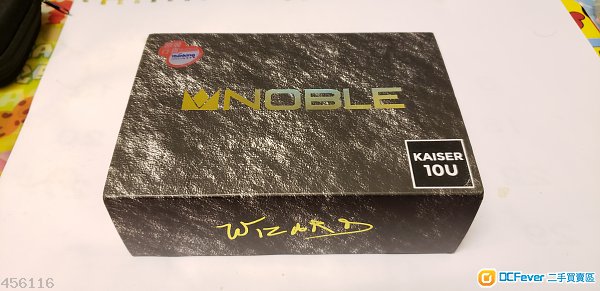 NOBLE
KAISER
10U
WIZARD
456116
DCFever 二手買賣區